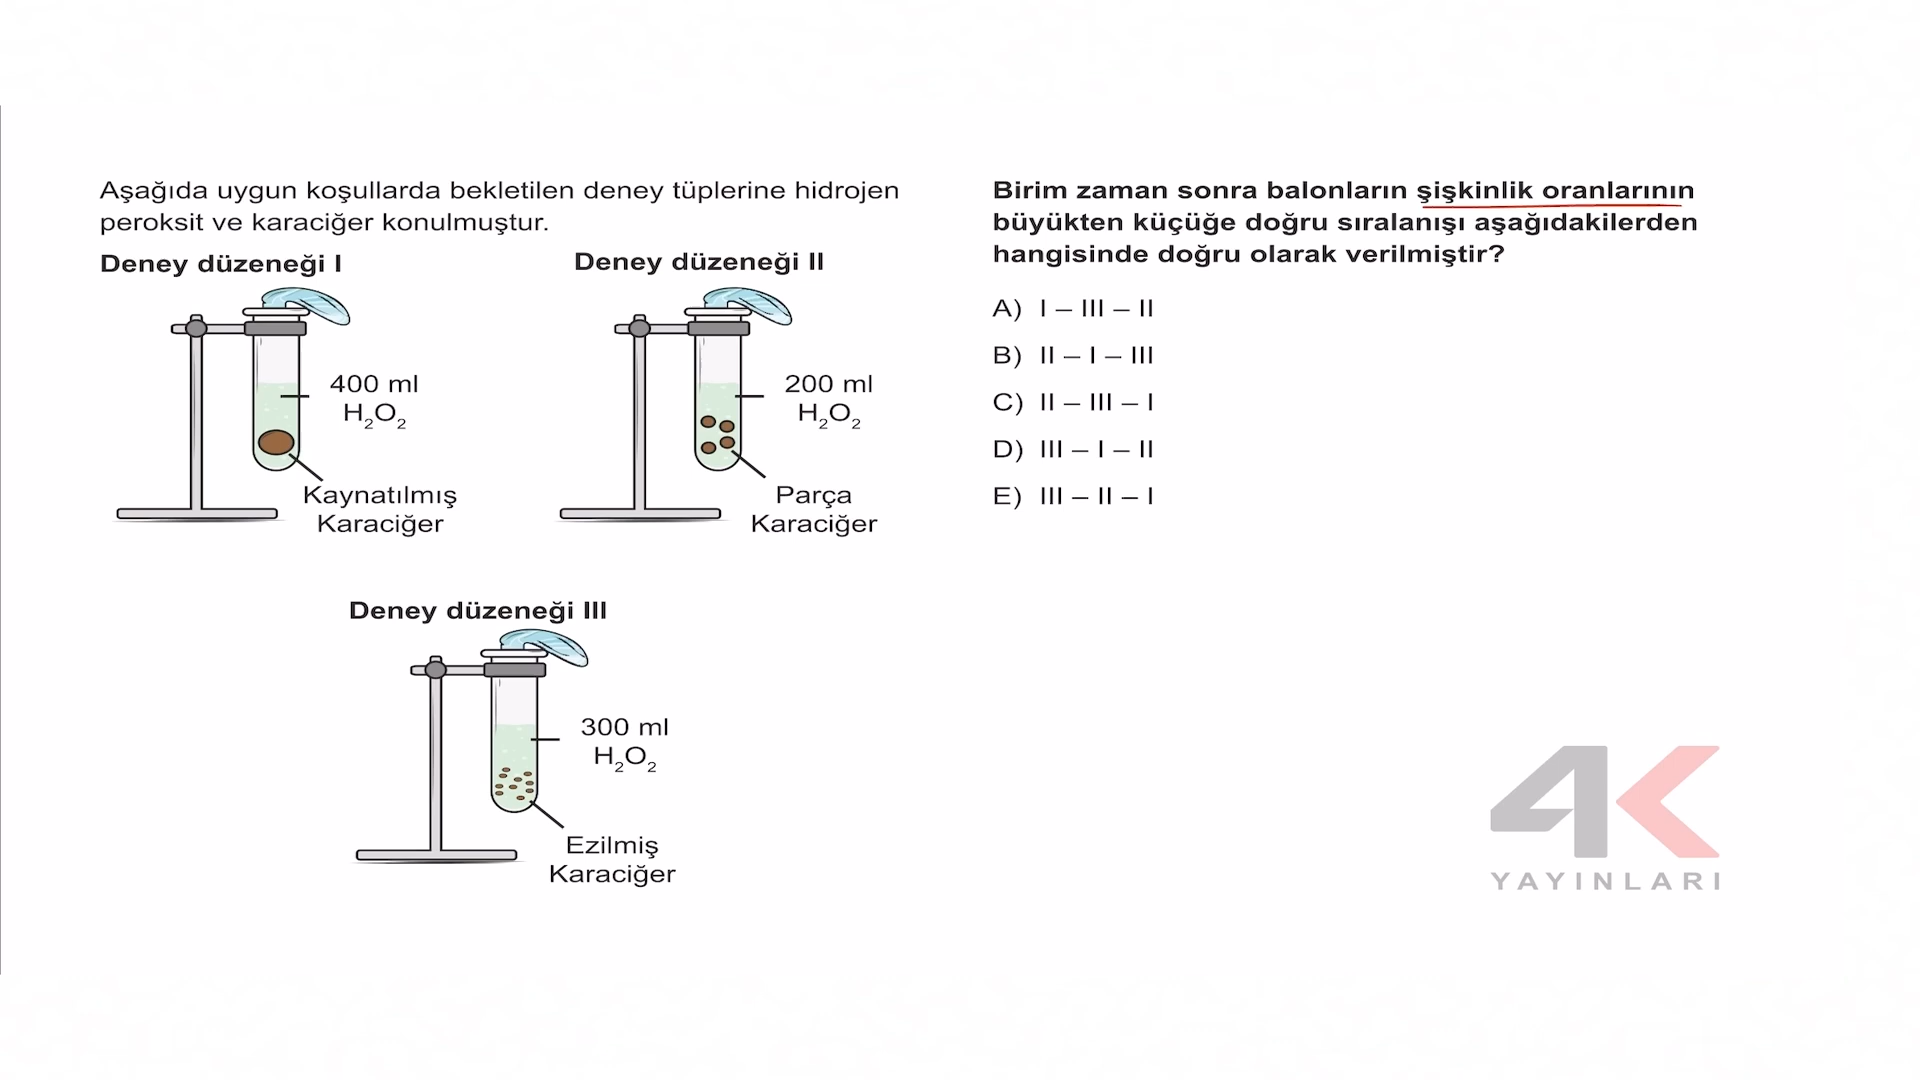 Aşağıda uygun koşullarda bekletilen deney tüplerine hidrojen
peroksit ve karaciğer konulmuştur.
Deney düzeneği I
400 ml
H₂O₂
Kaynatılmış
Karaciğer
Deney düzeneği II
200 ml
H₂O₂
Parça
Karaciğer
Deney düzeneği III
300 ml
H₂O₂
Ezilmiş
Karaciğer
Birim zaman sonra balonların şişkinlik oranlarının
büyükten küçüğe doğru sıralanışı aşağıdakilerden
hangisinde doğru olarak verilmiştir?
A) I – III – II
B) II – I – III
C) II – III – I
D) III – I – II
E) III – II – I
4K
YAYINLARI